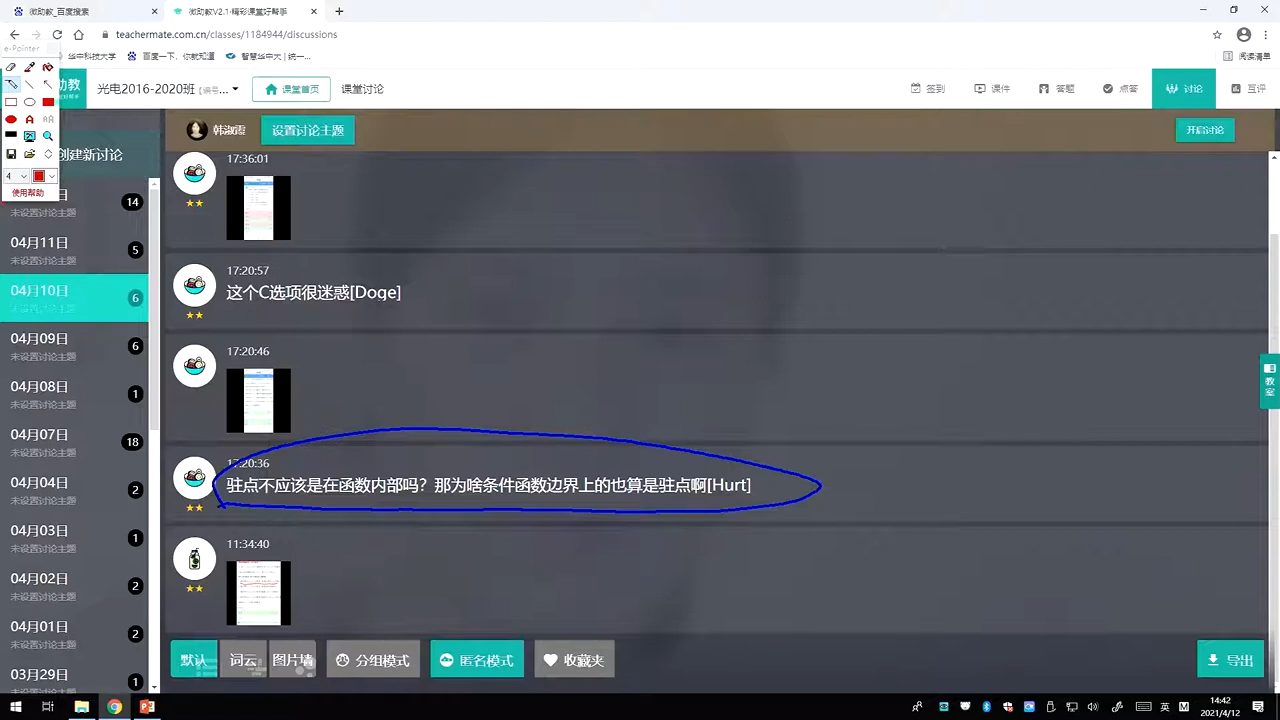 微助教_百度搜索
微助教V2.1-精彩课堂好帮手
teachermate.com.cn/classes/1184944/discussions
e-Pointer
华中科技大学
百度一下，你就知道
智慧华中大 | 统一...
阅读清单
助教
光电2016-2020班
课堂首页
课堂讨论
签到
课件
答题
点答
讨论
互评
韩淑霞
设置讨论主题
开启讨论
创建新讨论
4
使用帮助
日
未设置讨论主题
14
04月11日
未设置讨论主题
5
04月10日
未设置讨论主题
6
04月09日
未设置讨论主题
6
04月08日
未设置讨论主题
1
04月07日
未设置讨论主题
18
04月04日
未设置讨论主题
2
04月03日
未设置讨论主题
1
04月02日
未设置讨论主题
2
04月01日
未设置讨论主题
2
03月29日
1
17:36:01
17:20:57
这个C选项很迷惑[Doge]
17:20:46
17:20:36
驻点不应该是在函数内部吗？那为啥条件函数边界上的也算是驻点啊[Hurt]
11:34:40
教室
默认
词云
图片墙
分组模式
匿名模式
收藏夹
导出
英
M
14:42
2021/4/12